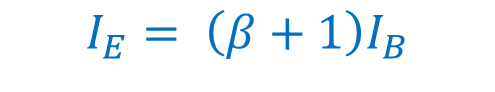 I_E = (β + 1)I_B